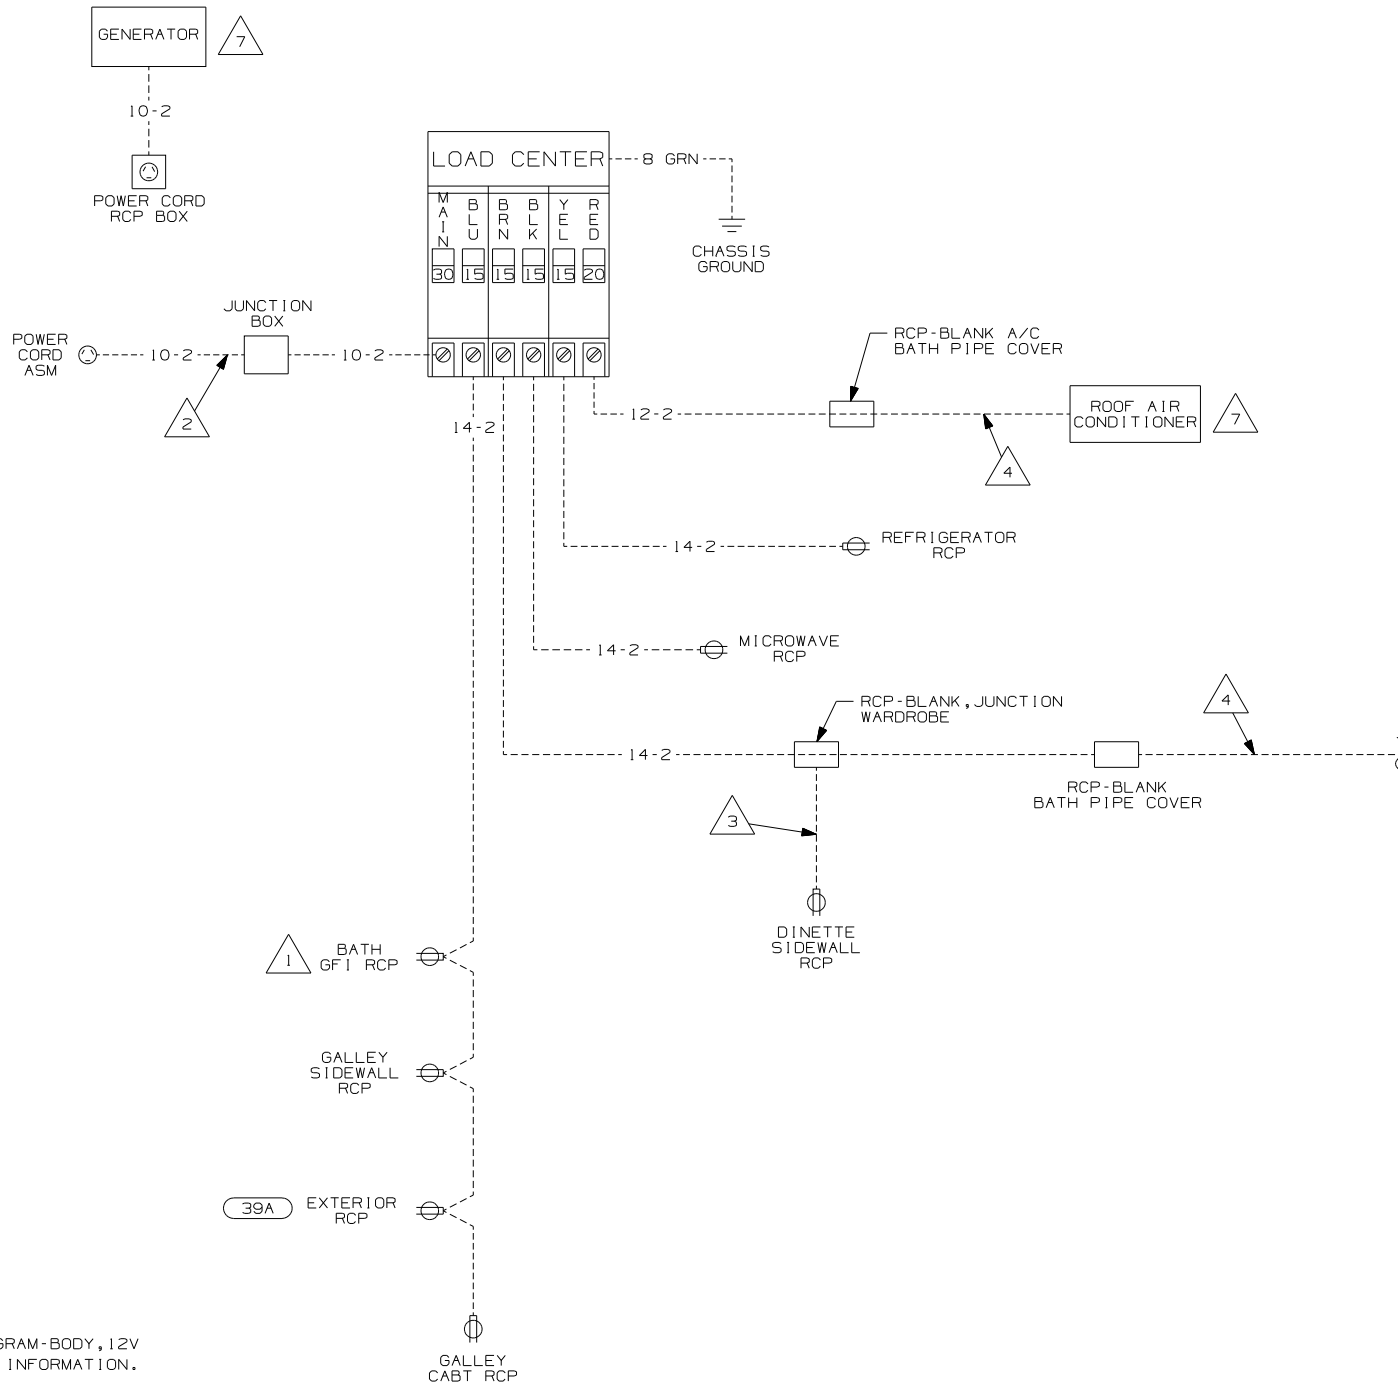 GENERATOR
7
10-2
POWER CORD
RCP BOX
LOAD CENTER
8 GRN
CHASSIS
GROUND
MAIN
BLU
BRN
BLK
YEL
RED
30
15
15
15
15
20
JUNCTION
BOX
POWER
CORD
ASM
10-2
10-2
2
14-2
RCP-BLANK A/C
BATH PIPE COVER
12-2
ROOF AIR
CONDITIONER
7
4
14-2
REFRIGERATOR
RCP
14-2
MICROWAVE
RCP
RCP-BLANK,JUNCTION
WARDROBE
4
14-2
RCP-BLANK
BATH PIPE COVER
3
DINETTE
SIDEWALL
RCP
1
BATH
GFI RCP
GALLEY
SIDEWALL
RCP
39A
EXTERIOR
RCP
GALLEY
CABT RCP
GRAM-BODY,12V
INFORMATION.